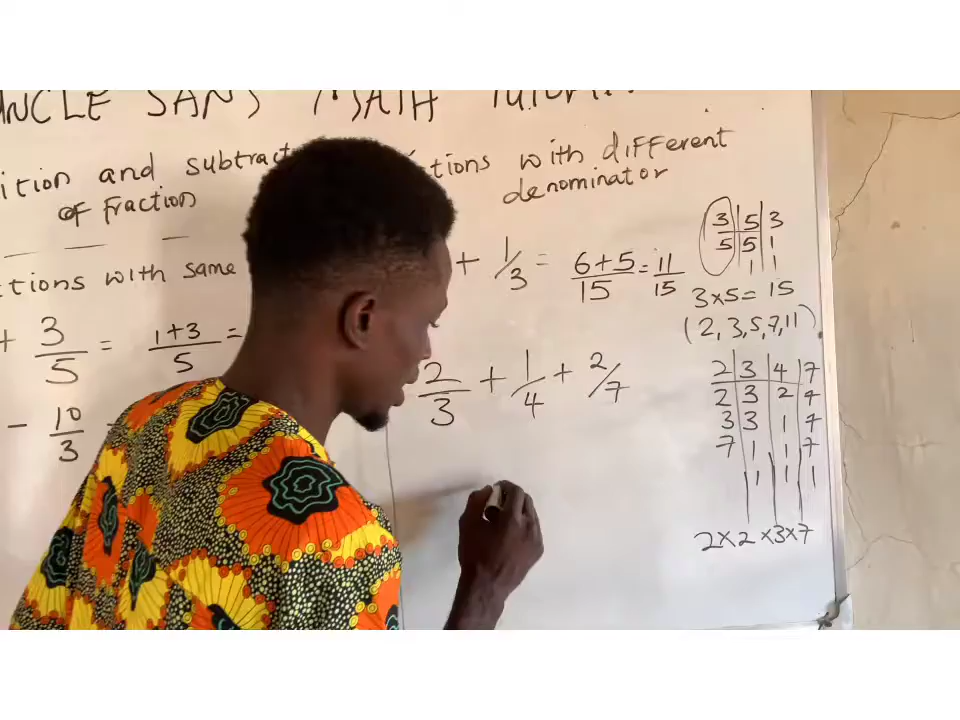 UNCLE SAN'S MATH
ition and subtract
of fraction
ctions with same
+ 3/5 = 1+3/5 =
- 10/3
ctions with different
denominator
+ 1/3 = 6+5/15 = 11/15
2/3 + 1/4 + 2/7
3 | 5 | 3
5 | 5 | 1
1 | 1
3×5= 15
(2, 3, 5, 7, 11)
2 | 3 | 4 | 7
2 | 3 | 2 | 7
3 | 3 | 1 | 7
7 | 1 | 1 | 7
1 | 1 | 1
2×2×3×7